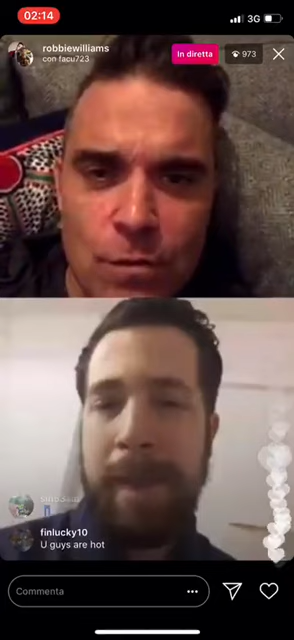 02:14
3G
robbiewilliams
con facu723
In diretta
973
finlucky10
U guys are hot
Commenta